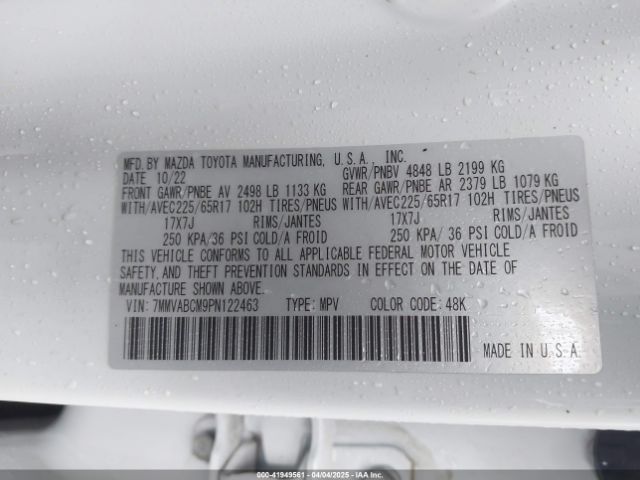 MFD.BY MAZDA TOYOTA MANUFACTURING, U.S.A., INC.
DATE 10/22 GVWR/PNBV 4848 LB 2199 KG
FRONT GAWR/PNBE AV 2498 LB 1133 KG REAR GAWR/PNBE AR 2379 LB 1079 KG
WITH/AVEC225/65R17 102H TIRES/PNEUS WITH/AVEC225/65R17 102H TIRES/PNEUS
17X7J RIMS/JANTES 17X7J RIMS/JANTES
250 KPA/36 PSI COLD/A FROID 250 KPA/36 PSI COLD/A FROID
THIS VEHICLE CONFORMS TO ALL APPLICABLE FEDERAL MOTOR VEHICLE
SAFETY,AND THEFT PREVENTION STANDARDS IN EFFECT ON THE DATE OF
MANUFACTURE SHOWN ABOVE.
VIN: 7MMVABCM9PN122463 TYPE: MPV COLOR CODE: 48K
MADE IN U.S.A
00-41949561 - 04/04/2025 - IAAI.COM